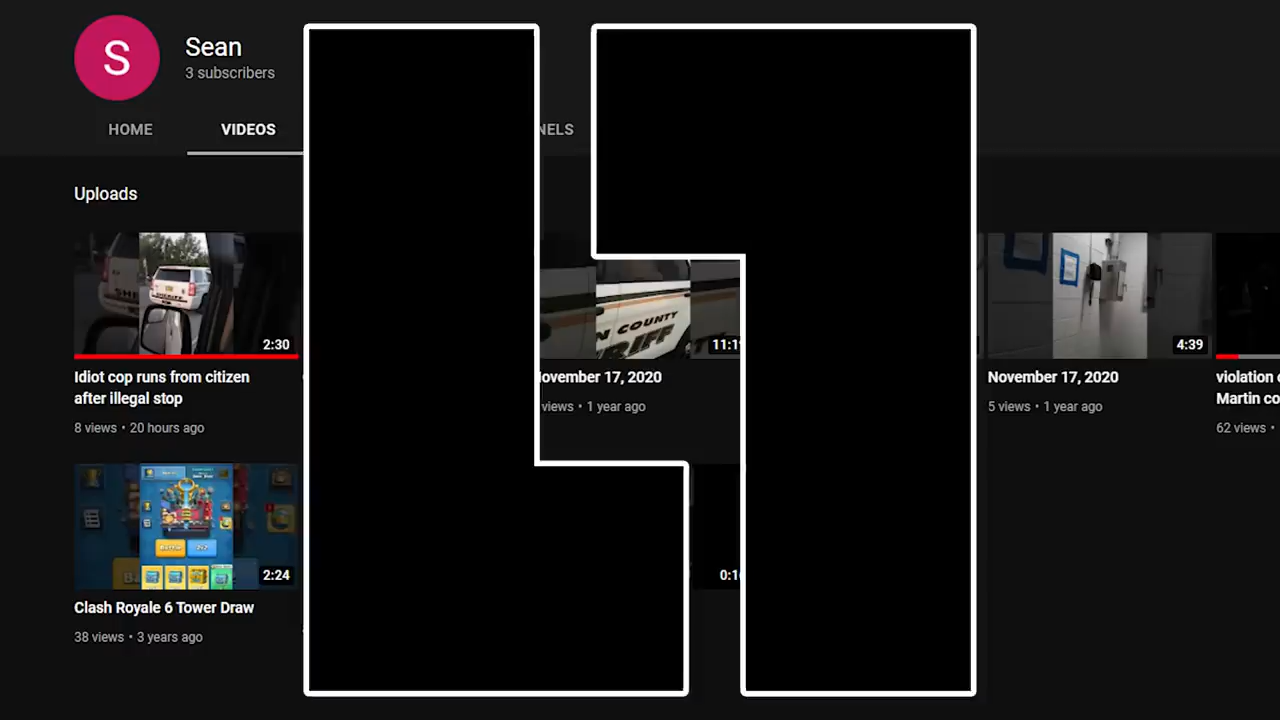 S
Sean
3 subscribers
HOME
VIDEOS
NELS
Uploads
SHERIFF
N COUNTY
RIFF
2:30
11:1
4:39
Idiot cop runs from citizen
after illegal stop
8 views • 20 hours ago
ovember 17, 2020
views • 1 year ago
November 17, 2020
5 views • 1 year ago
violation
Martin co
62 views •
Battle
2v2
2:24
0:1
Clash Royale 6 Tower Draw
38 views • 3 years ago